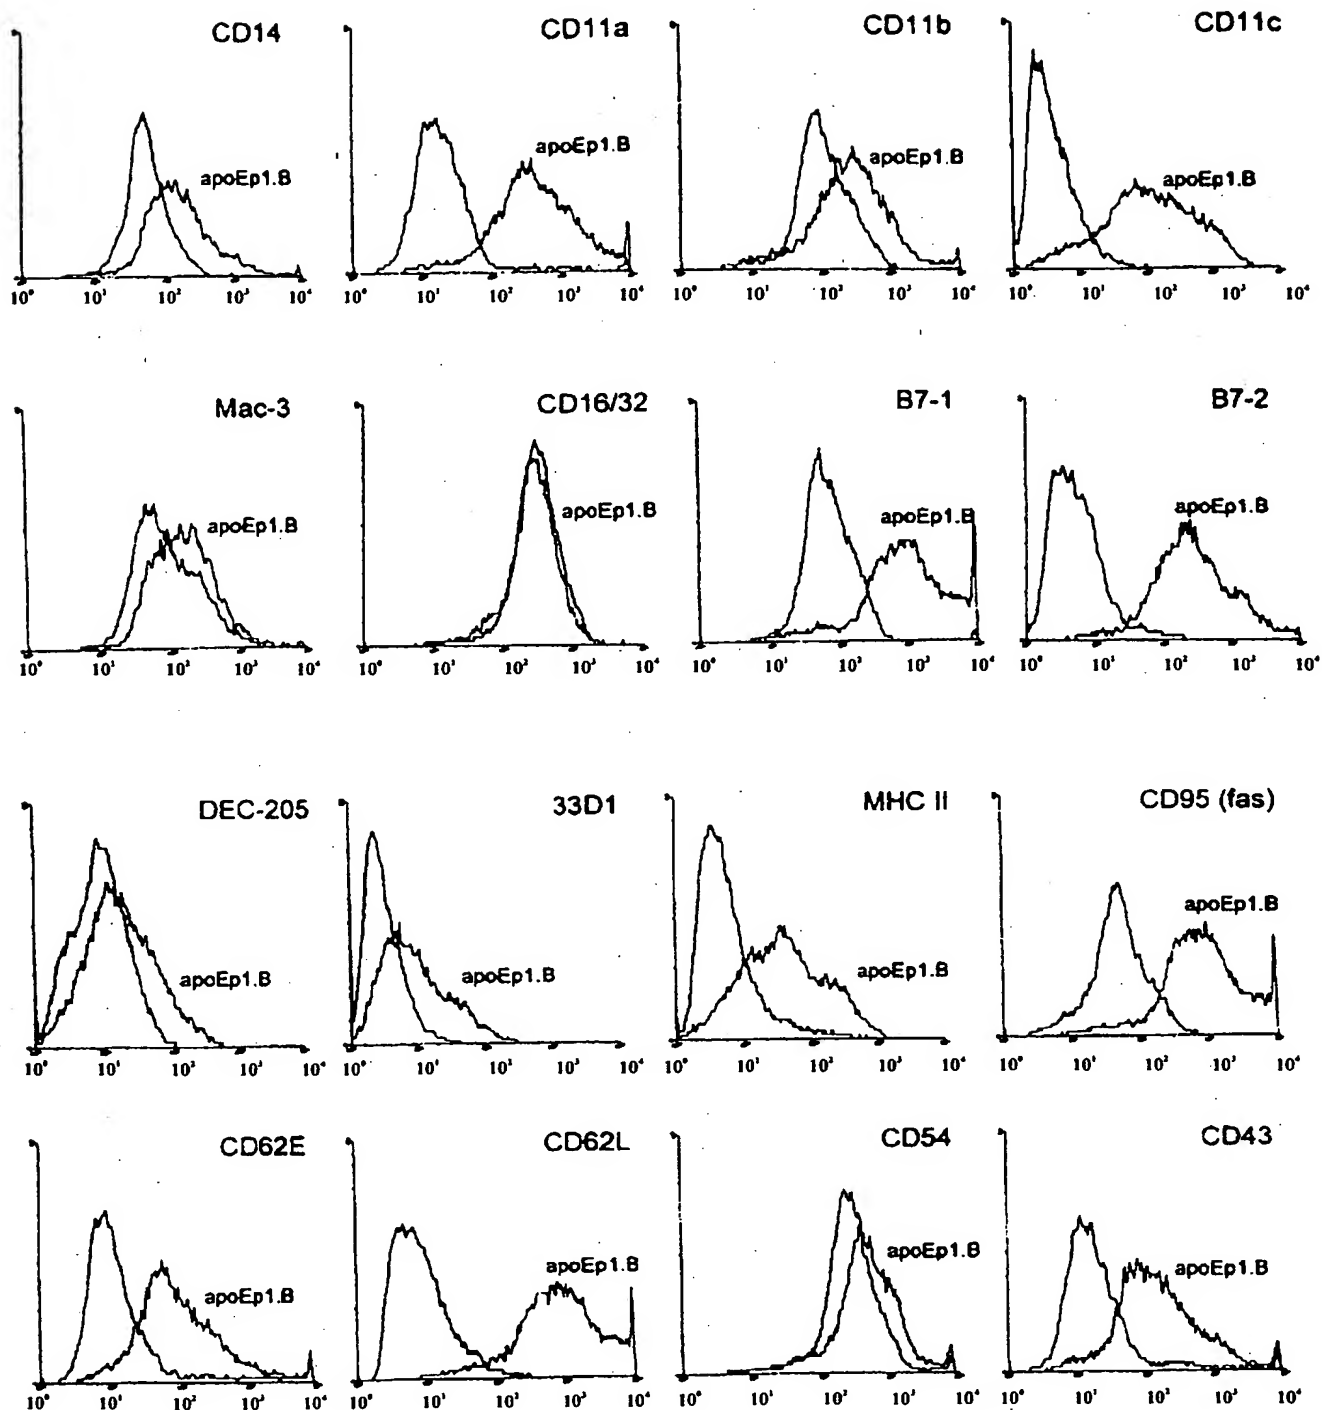 CD14 CD11a CD11b CD11c
apoEp1.B apoEp1.B apoEp1.B apoEp1.B
10⁰ 10¹ 10² 10³ 10⁴ 10⁰ 10¹ 10² 10³ 10⁴ 10⁰ 10¹ 10² 10³ 10⁴ 10⁰ 10¹ 10² 10³ 10⁴
Mac-3 CD16/32 B7-1 B7-2
apoEp1.B apoEp1.B apoEp1.B apoEp1.B
10⁰ 10¹ 10² 10³ 10⁴ 10⁰ 10¹ 10² 10³ 10⁴ 10⁰ 10¹ 10² 10³ 10⁴ 10⁰ 10¹ 10² 10³ 10⁴
DEC-205 33D1 MHC II CD95 (fas)
apoEp1.B apoEp1.B apoEp1.B apoEp1.B
10⁰ 10¹ 10² 10³ 10⁴ 10⁰ 10¹ 10² 10³ 10⁴ 10⁰ 10¹ 10² 10³ 10⁴ 10⁰ 10¹ 10² 10³ 10⁴
CD62E CD62L CD54 CD43
apoEp1.B apoEp1.B apoEp1.B apoEp1.B
10⁰ 10¹ 10² 10³ 10⁴ 10⁰ 10¹ 10² 10³ 10⁴ 10⁰ 10¹ 10² 10³ 10⁴ 10⁰ 10¹ 10² 10³ 10⁴